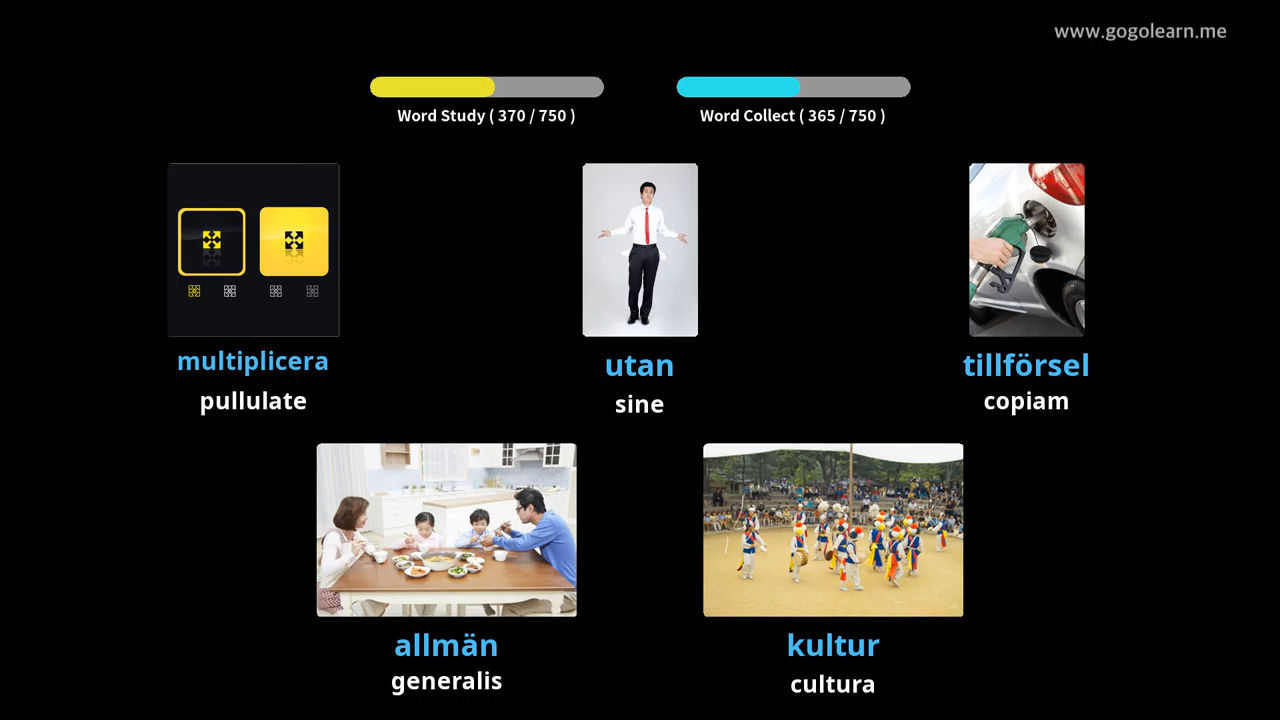 www.gogolearn.me
Word Study ( 370 / 750 )
Word Collect ( 365 / 750 )
multiplicera
pullulate
utan
sine
tillförsel
copiam
allmän
generalis
kultur
cultura